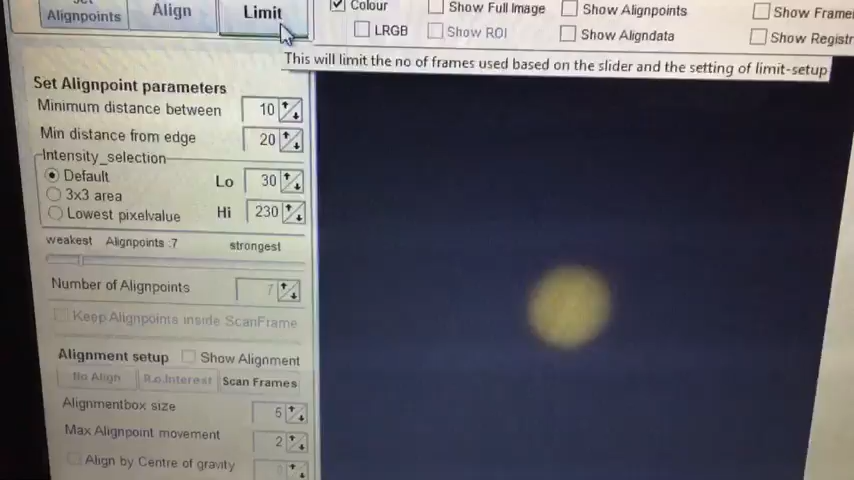 Set
Alignpoints
Align
Limit
Colour
Show Full Image
Show Alignpoints
Show Frame
LRGB
Show ROI
Show Aligndata
Show Registr
This will limit the no of frames used based on the slider and the setting of limit-setup
Set Alignpoint parameters
Minimum distance between 10
Min distance from edge 20
Intensity_selection
Default
Lo 30
3x3 area
Lowest pixelvalue
Hi 230
weakest Alignpoints :7 strongest
Number of Alignpoints 7
Keep Alignpoints inside ScanFrame
Alignment setup Show Alignment
No Align R.o.Interest Scan Frames
Alignmentbox size 5
Max Alignpoint movement 2
Align by Centre of gravity